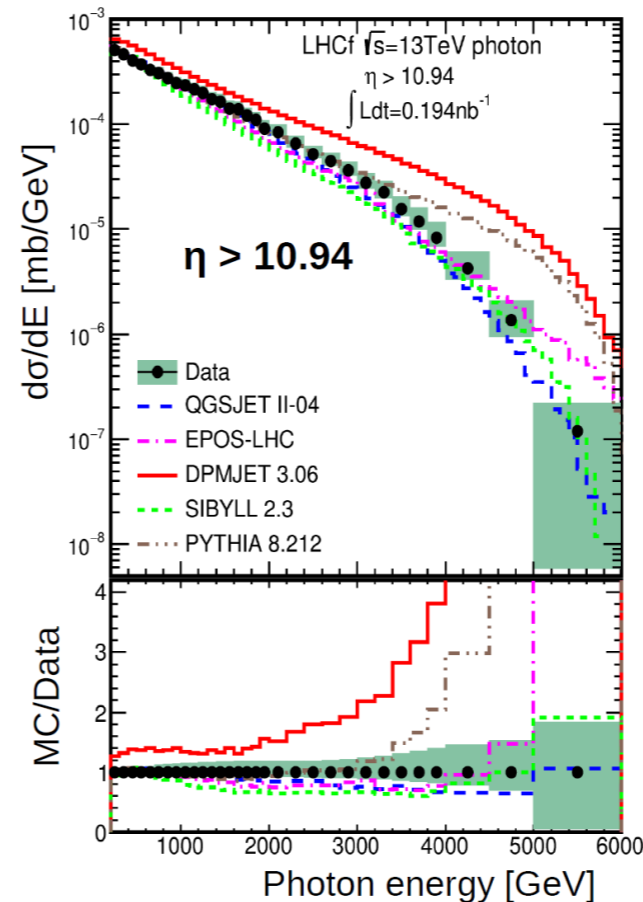 LHCf √s=13TeV photon
η > 10.94
∫ Ldt=0.194nb⁻¹
η > 10.94
dσ/dE [mb/GeV]
10⁻³
10⁻⁴
10⁻⁵
10⁻⁶
10⁻⁷
10⁻⁸
Data
QGSJET II-04
EPOS-LHC
DPMJET 3.06
SIBYLL 2.3
PYTHIA 8.212
MC/Data
4
3
2
1
0
1000 2000 3000 4000 5000 6000
Photon energy [GeV]